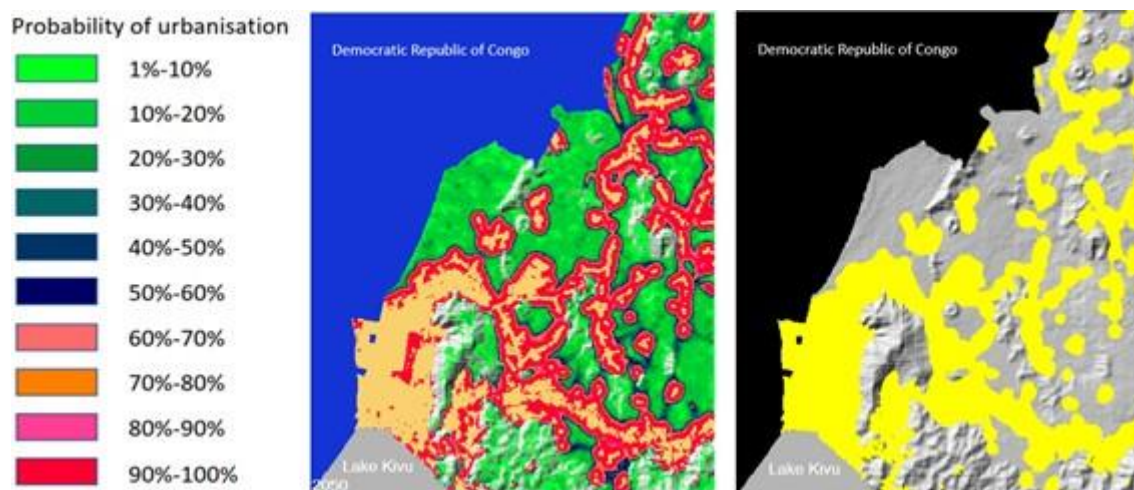 Probability of urbanisation
1%-10%
10%-20%
20%-30%
30%-40%
40%-50%
50%-60%
60%-70%
70%-80%
80%-90%
90%-100%
Democratic Republic of Congo
Lake Kivu
2050
Democratic Republic of Congo
Lake Kivu